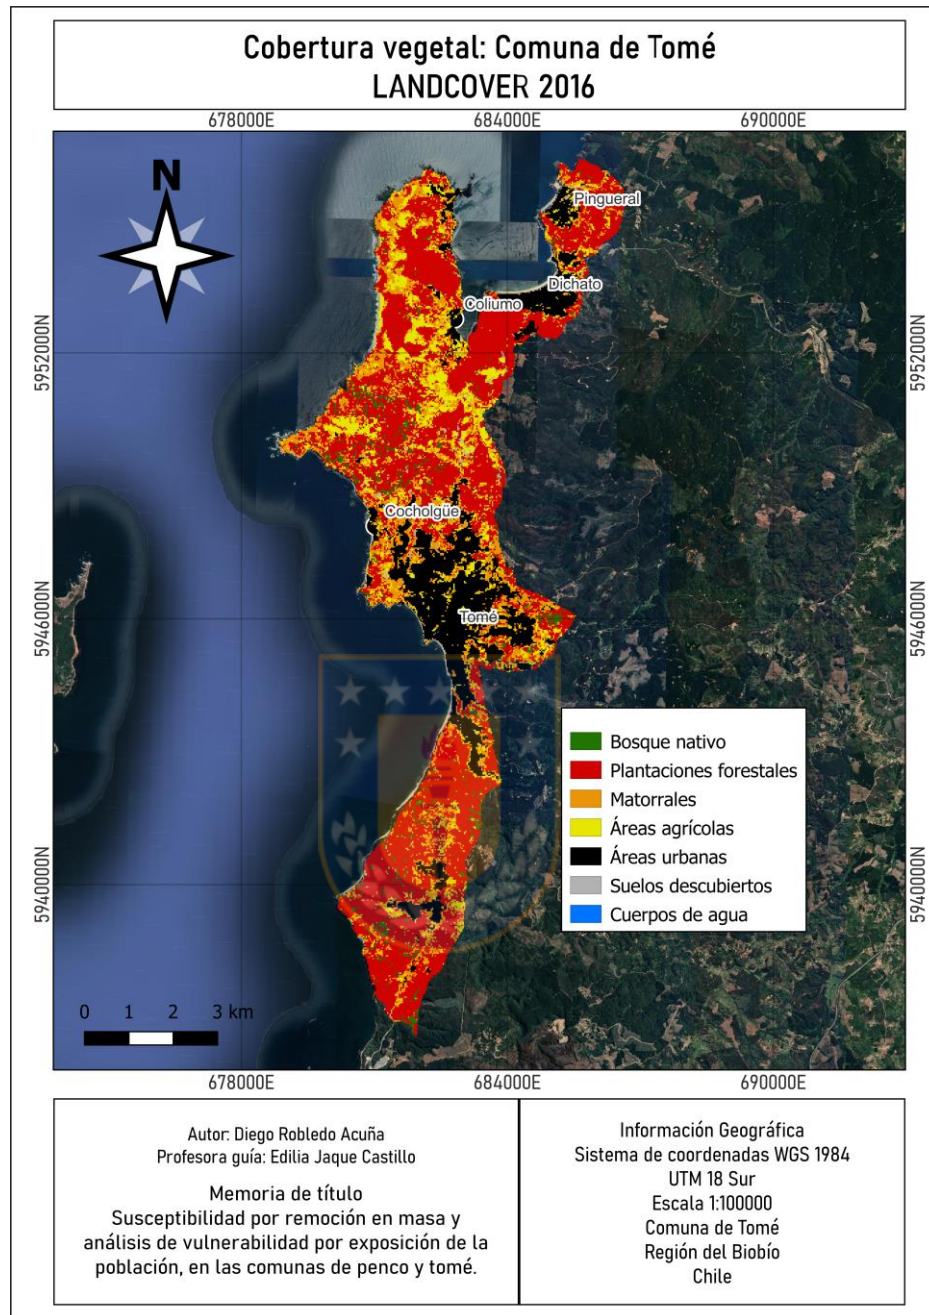 Cobertura vegetal: Comuna de Tomé
LANDCOVER 2016
678000E
684000E
690000E
N
Pingueral
Dichato
Coliumo
5952000N
5952000N
Cocholgüe
Tomé
5946000N
5946000N
Bosque nativo
Plantaciones forestales
Matorrales
Áreas agrícolas
Áreas urbanas
Suelos descubiertos
Cuerpos de agua
5940000N
5940000N
0 1 2 3 km
678000E
684000E
690000E
Autor: Diego Robledo Acuña
Profesora guía: Edilia Jaque Castillo
Memoria de título
Susceptibilidad por remoción en masa y
análisis de vulnerabilidad por exposición de la
población, en las comunas de penco y tomé.
Información Geográfica
Sistema de coordenadas WGS 1984
UTM 18 Sur
Escala 1:100000
Comuna de Tomé
Región del Biobío
Chile